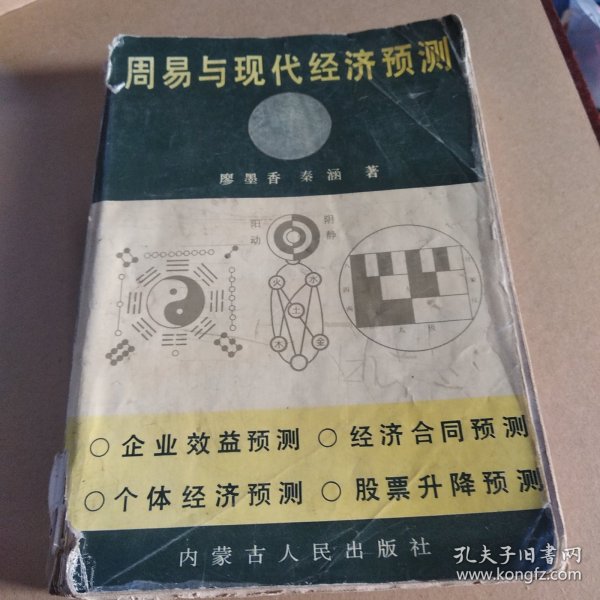 周易与现代经济预测
廖墨香 秦涵 著
阳动
阴静
火
水
土
木
金
○ 企业效益预测 ○ 经济合同预测
○ 个体经济预测 ○ 股票升降预测
内蒙古人民出版社
孔夫子旧书网
www.kongfz.com